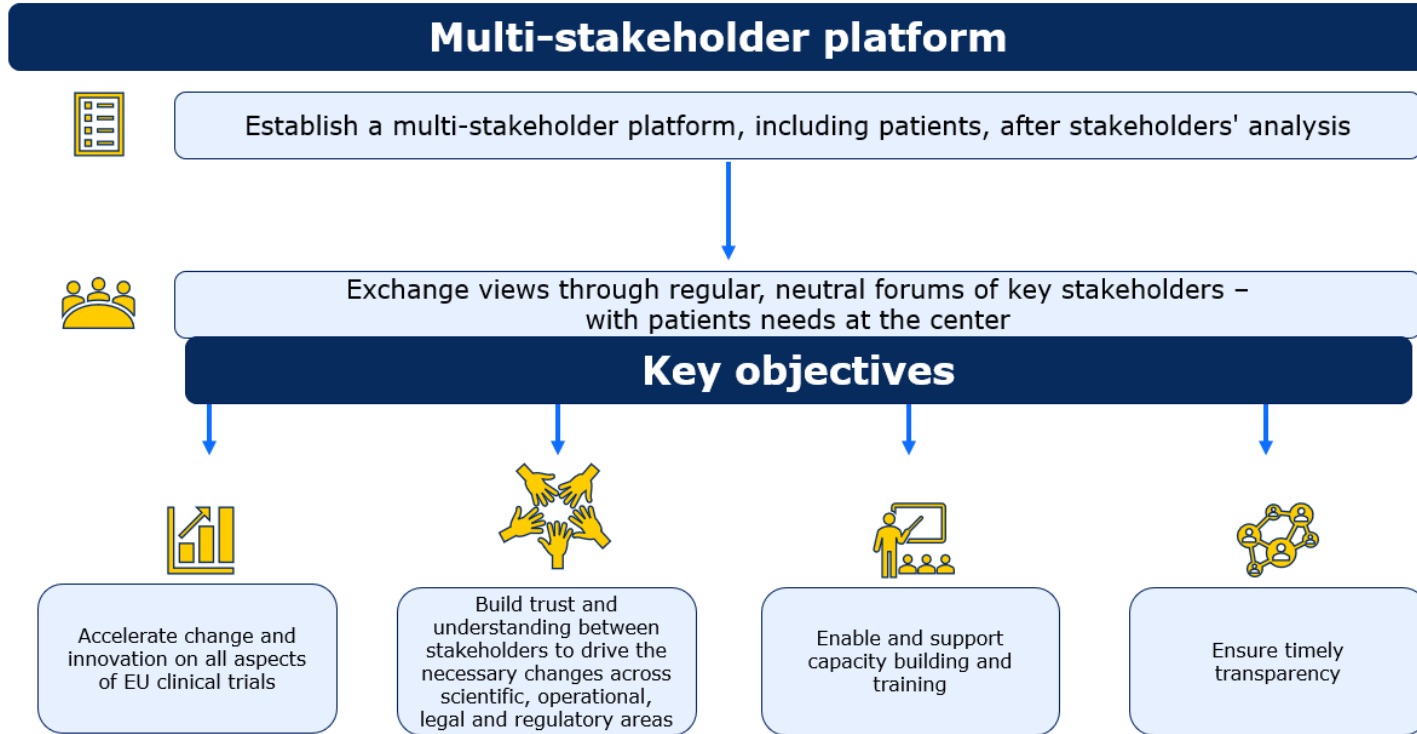 Multi-stakeholder platform
Establish a multi-stakeholder platform, including patients, after stakeholders' analysis
Exchange views through regular, neutral forums of key stakeholders –
with patients needs at the center
Key objectives
Accelerate change and
innovation on all aspects
of EU clinical trials
Build trust and
understanding between
stakeholders to drive the
necessary changes across
scientific, operational,
legal and regulatory areas
Enable and support
capacity building and
training
Ensure timely
transparency